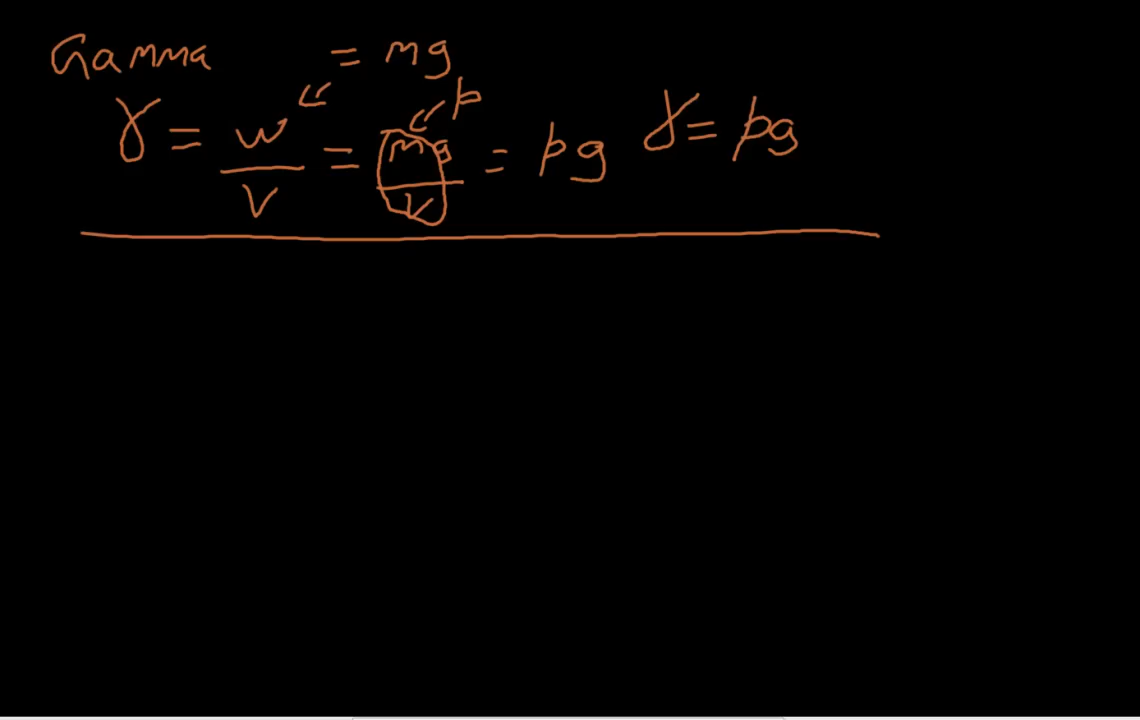 Gamma = mg
γ = w/V = mg/V = ρg γ = ρg
ρ